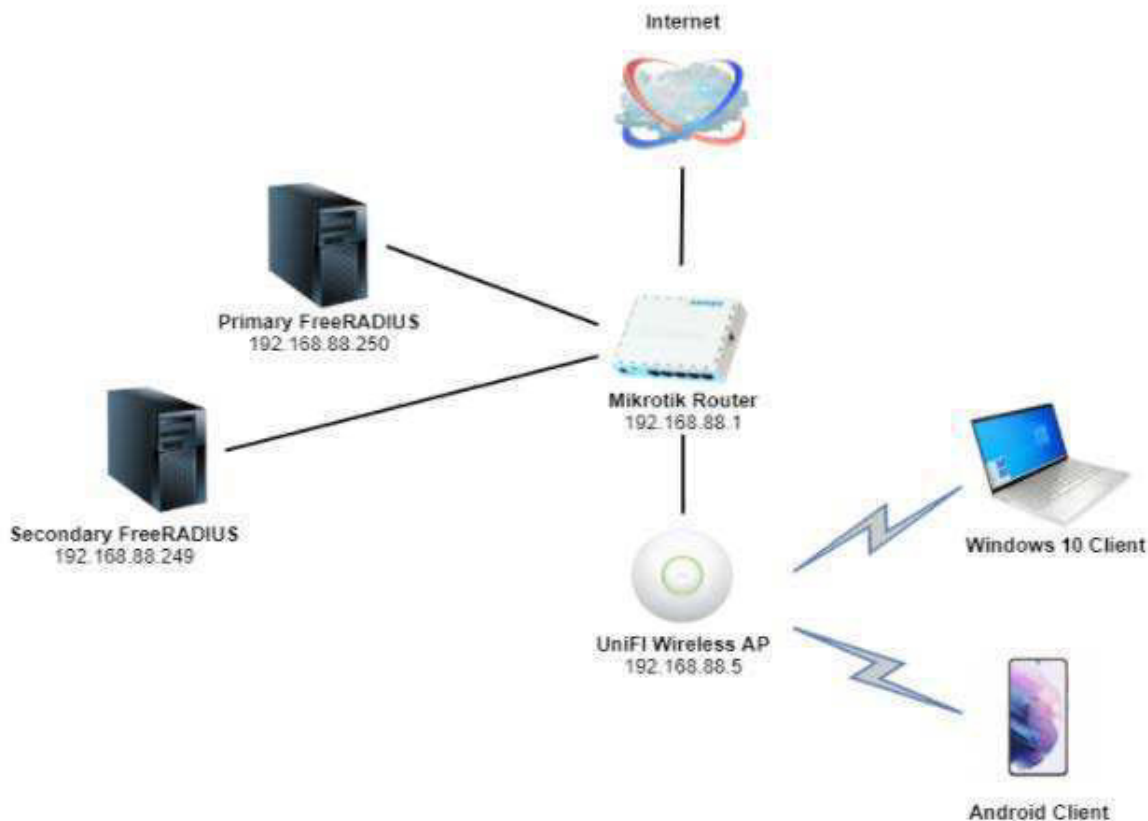 Internet
Primary FreeRADIUS
192.168.88.250
Mikrotik Router
192.168.88.1
Secondary FreeRADIUS
192.168.88.249
Windows 10 Client
UniFI Wireless AP
192.168.88.5
Android Client